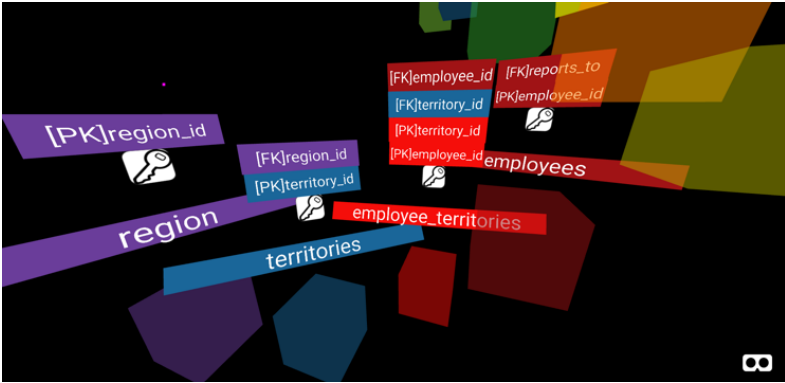 [PK]region_id
region
[FK]region_id
[PK]territory_id
territories
[FK]employee_id
[FK]territory_id
[PK]territory_id
[PK]employee_id
employee_territories
[FK]reports_to
[PK]employee_id
employees